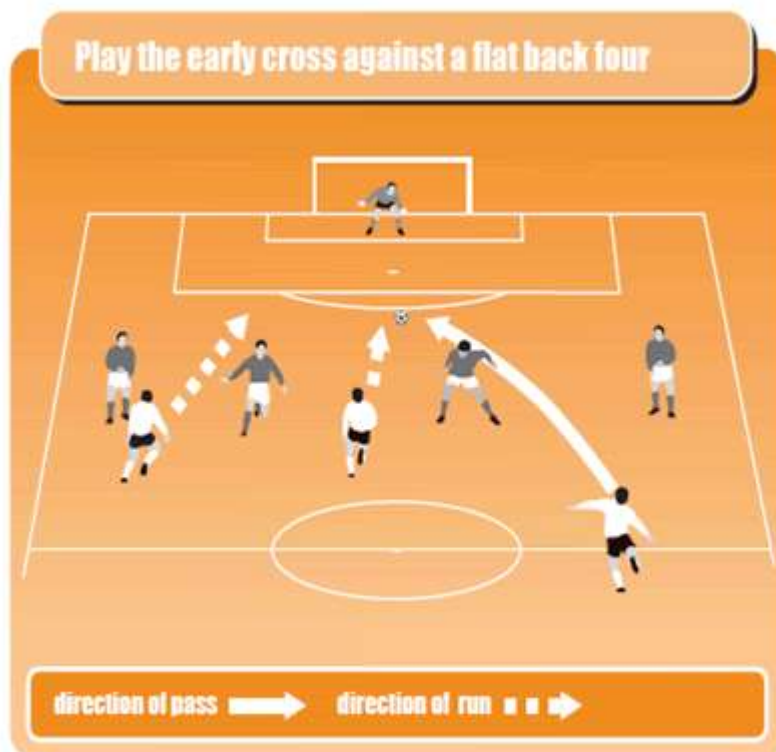 Play the early cross against a flat back four
direction of pass direction of run